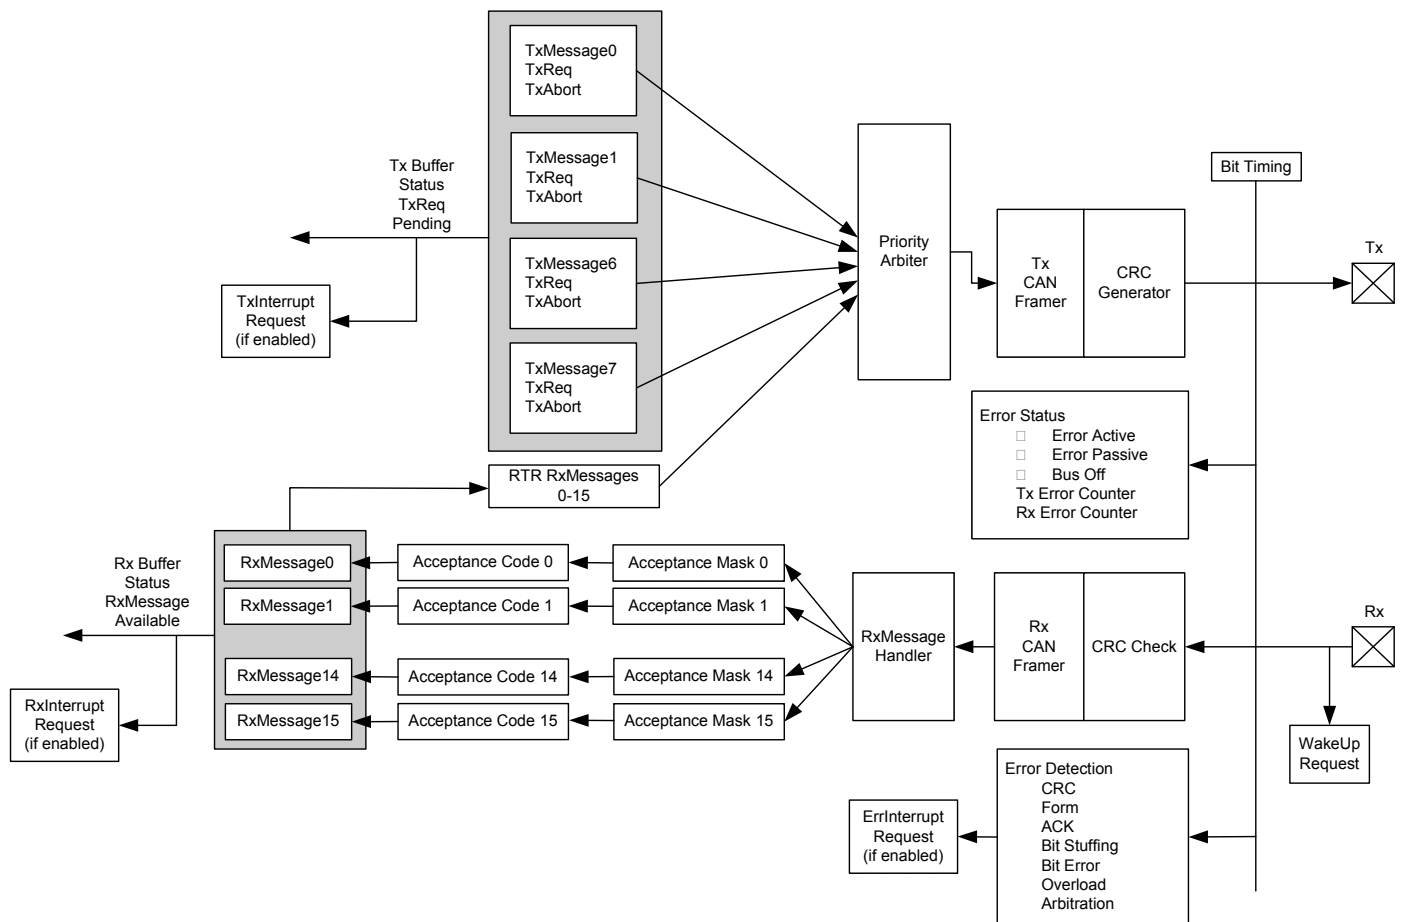 TxMessage0
TxReq
TxAbort
TxMessage1
TxReq
TxAbort
TxMessage6
TxReq
TxAbort
TxMessage7
TxReq
TxAbort
Tx Buffer
Status
TxReq
Pending
TxInterrupt
Request
(if enabled)
Priority
Arbiter
Tx
CAN
Framer
CRC
Generator
Bit Timing
Tx
Error Status
Error Active
Error Passive
Bus Off
Tx Error Counter
Rx Error Counter
RTR RxMessages
0-15
Rx Buffer
Status
RxMessage
Available
RxInterrupt
Request
(if enabled)
RxMessage0
Acceptance Code 0
Acceptance Mask 0
RxMessage1
Acceptance Code 1
Acceptance Mask 1
RxMessage14
Acceptance Code 14
Acceptance Mask 14
RxMessage15
Acceptance Code 15
Acceptance Mask 15
RxMessage
Handler
Rx
CAN
Framer
CRC Check
Rx
WakeUp
Request
ErrInterrupt
Request
(if enabled)
Error Detection
CRC
Form
ACK
Bit Stuffing
Bit Error
Overload
Arbitration